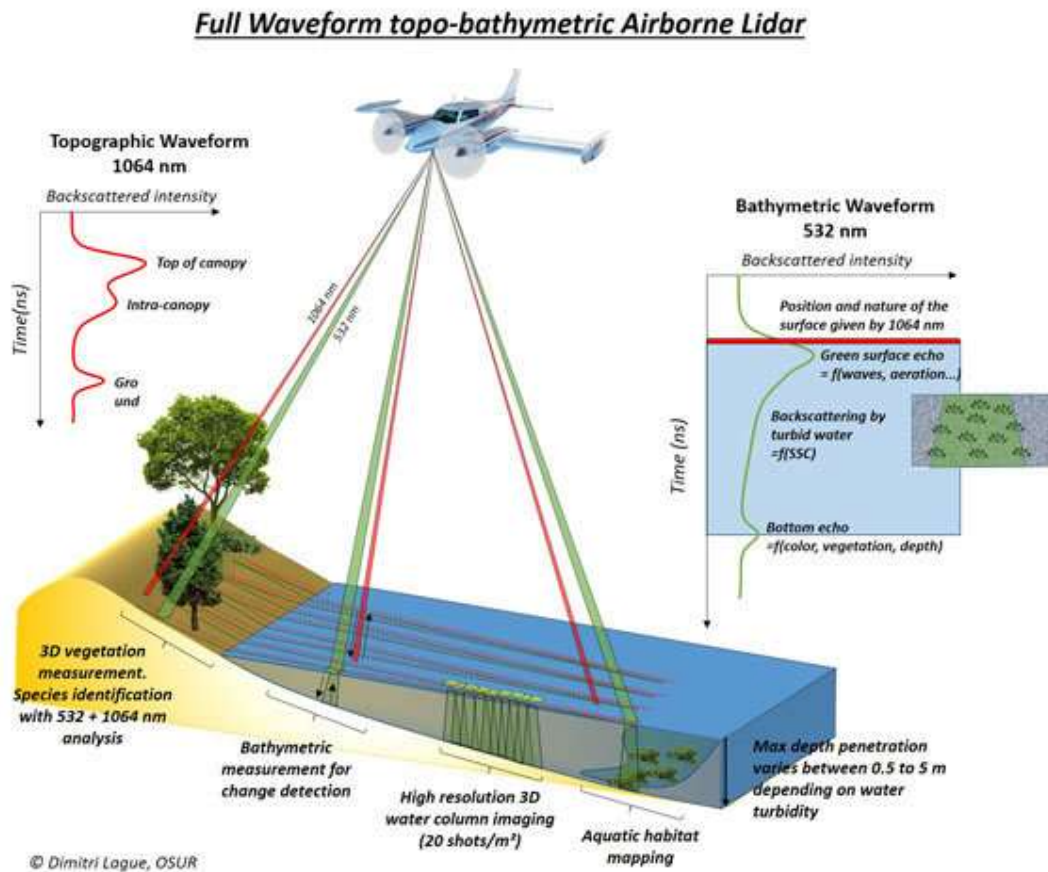 Full Waveform topo-bathymetric Airborne Lidar
Topographic Waveform
1064 nm
Backscattered intensity
Time(ns)
Top of canopy
Intra-canopy
Gro
und
1064 nm
532 nm
Bathymetric Waveform
532 nm
Backscattered intensity
Time (ns)
Position and nature of the
surface given by 1064 nm
Green surface echo
= f(waves, aeration...)
Backscattering by
turbid water
=f(SSC)
Bottom echo
=f(color, vegetation, depth)
3D vegetation
measurement.
Species identification
with 532 + 1064 nm
analysis
Bathymetric
measurement for
change detection
High resolution 3D
water column imaging
(20 shots/m²)
Aquatic habitat
mapping
Max depth penetration
varies between 0.5 to 5 m
depending on water
turbidity
© Dimitri Lague, OSUR